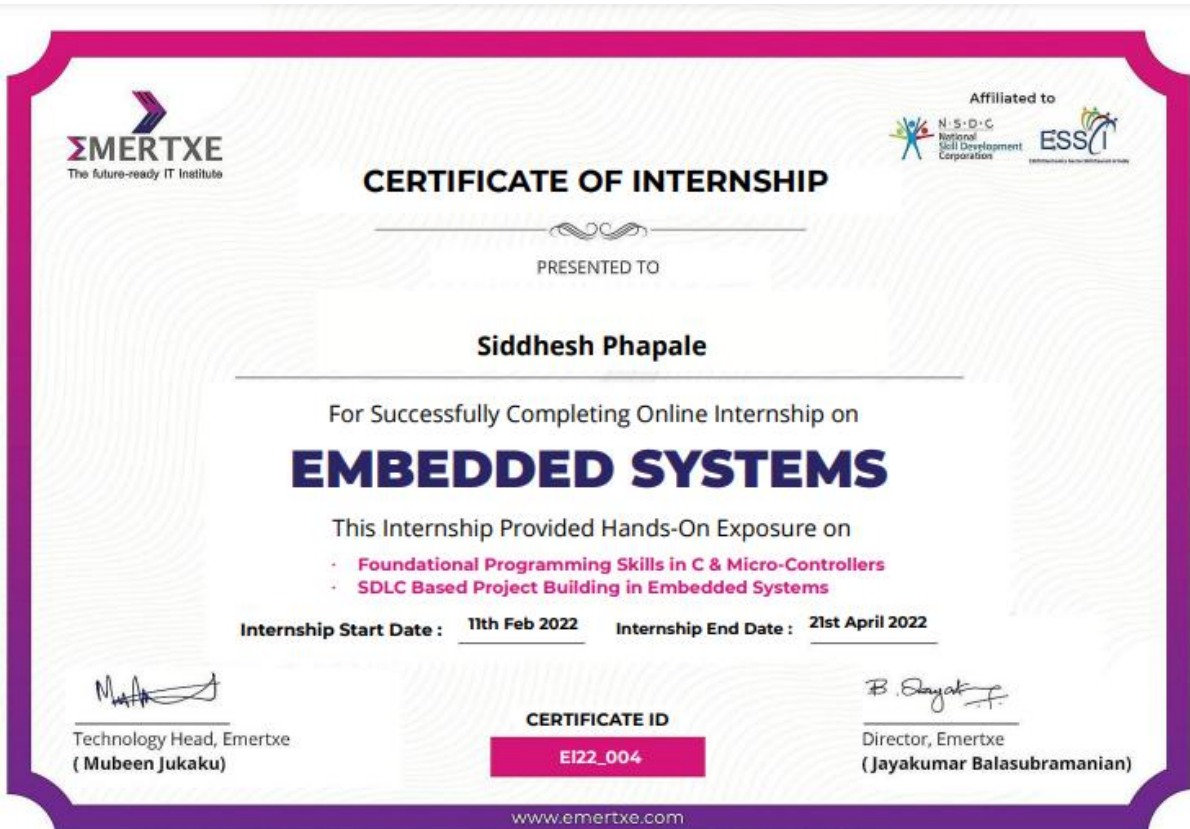 EMERTXE
The future-ready IT Institute
Affiliated to
N·S·D·C
National
Skill Development
Corporation
ESSCI
CERTIFICATE OF INTERNSHIP
PRESENTED TO
Siddhesh Phapale
For Successfully Completing Online Internship on
EMBEDDED SYSTEMS
This Internship Provided Hands-On Exposure on
· Foundational Programming Skills in C & Micro-Controllers
· SDLC Based Project Building in Embedded Systems
Internship Start Date : 11th Feb 2022 Internship End Date : 21st April 2022
Technology Head, Emertxe
( Mubeen Jukaku)
CERTIFICATE ID
EI22_004
B.
Director, Emertxe
(Jayakumar Balasubramanian)
www.emertxe.com